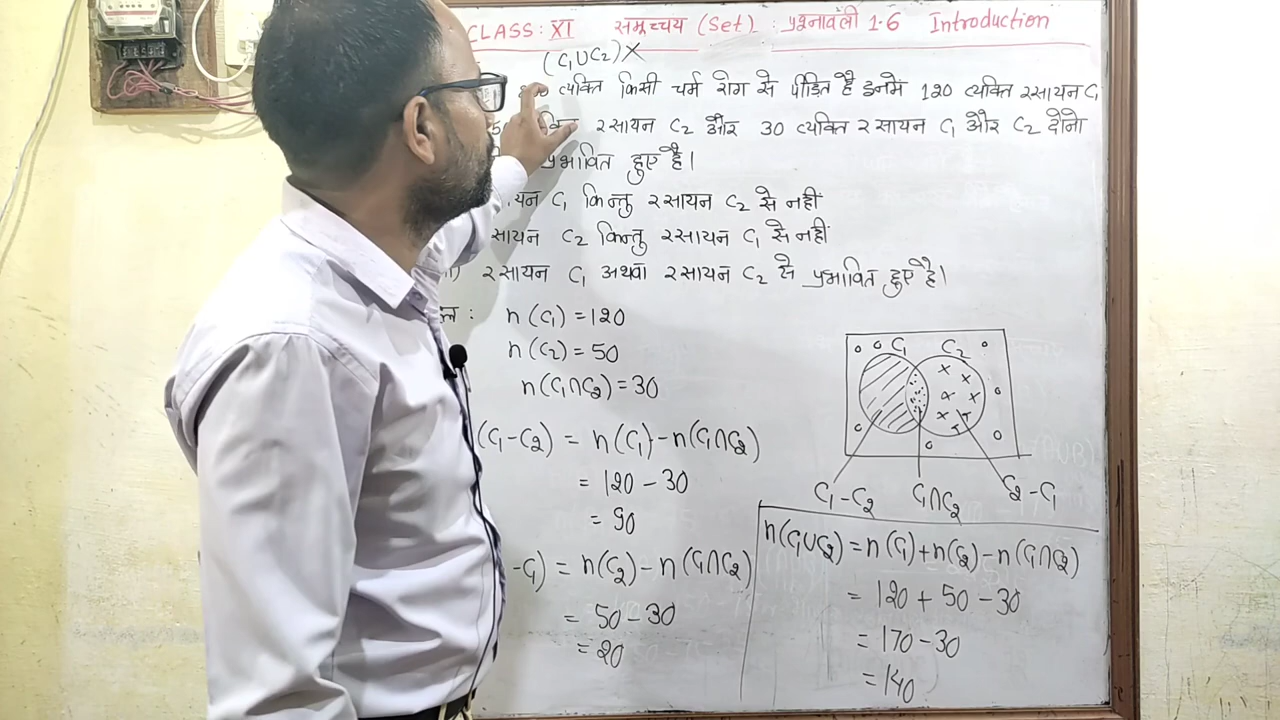 CLASS: XI समूच्चय (Set) प्रश्नावली 1.6 Introduction
(C₁∪C₂)X
व्यक्ति किसी चर्म रोग से पीडित है इनमे 120 व्यक्ति रसायन C₁
रसायन C₂ और 30 व्यक्ति रसायन C₁ और C₂ दोनो
प्रभावित हुए है।
C₁ किन्तु रसायन C₂ से नहीं
C₂ किन्तु रसायन C₁ से नहीं
रसायन C₁ अथवा रसायन C₂ से प्रभावित हुए है।
n(C₁) = 120
n(C₂) = 50
n(C₁∩C₂) = 30
(C₁-C₂) = n(C₁) - n(C₁∩C₂)
= 120 - 30
= 90
-C₁) = n(C₂) - n(C₁∩C₂)
= 50 - 30
= 20
C₁ C₂
C₁-C₂ C₁∩C₂ C₂-C₁
n(C₁∪C₂) = n(C₁) + n(C₂) - n(C₁∩C₂)
= 120 + 50 - 30
= 170 - 30
= 140